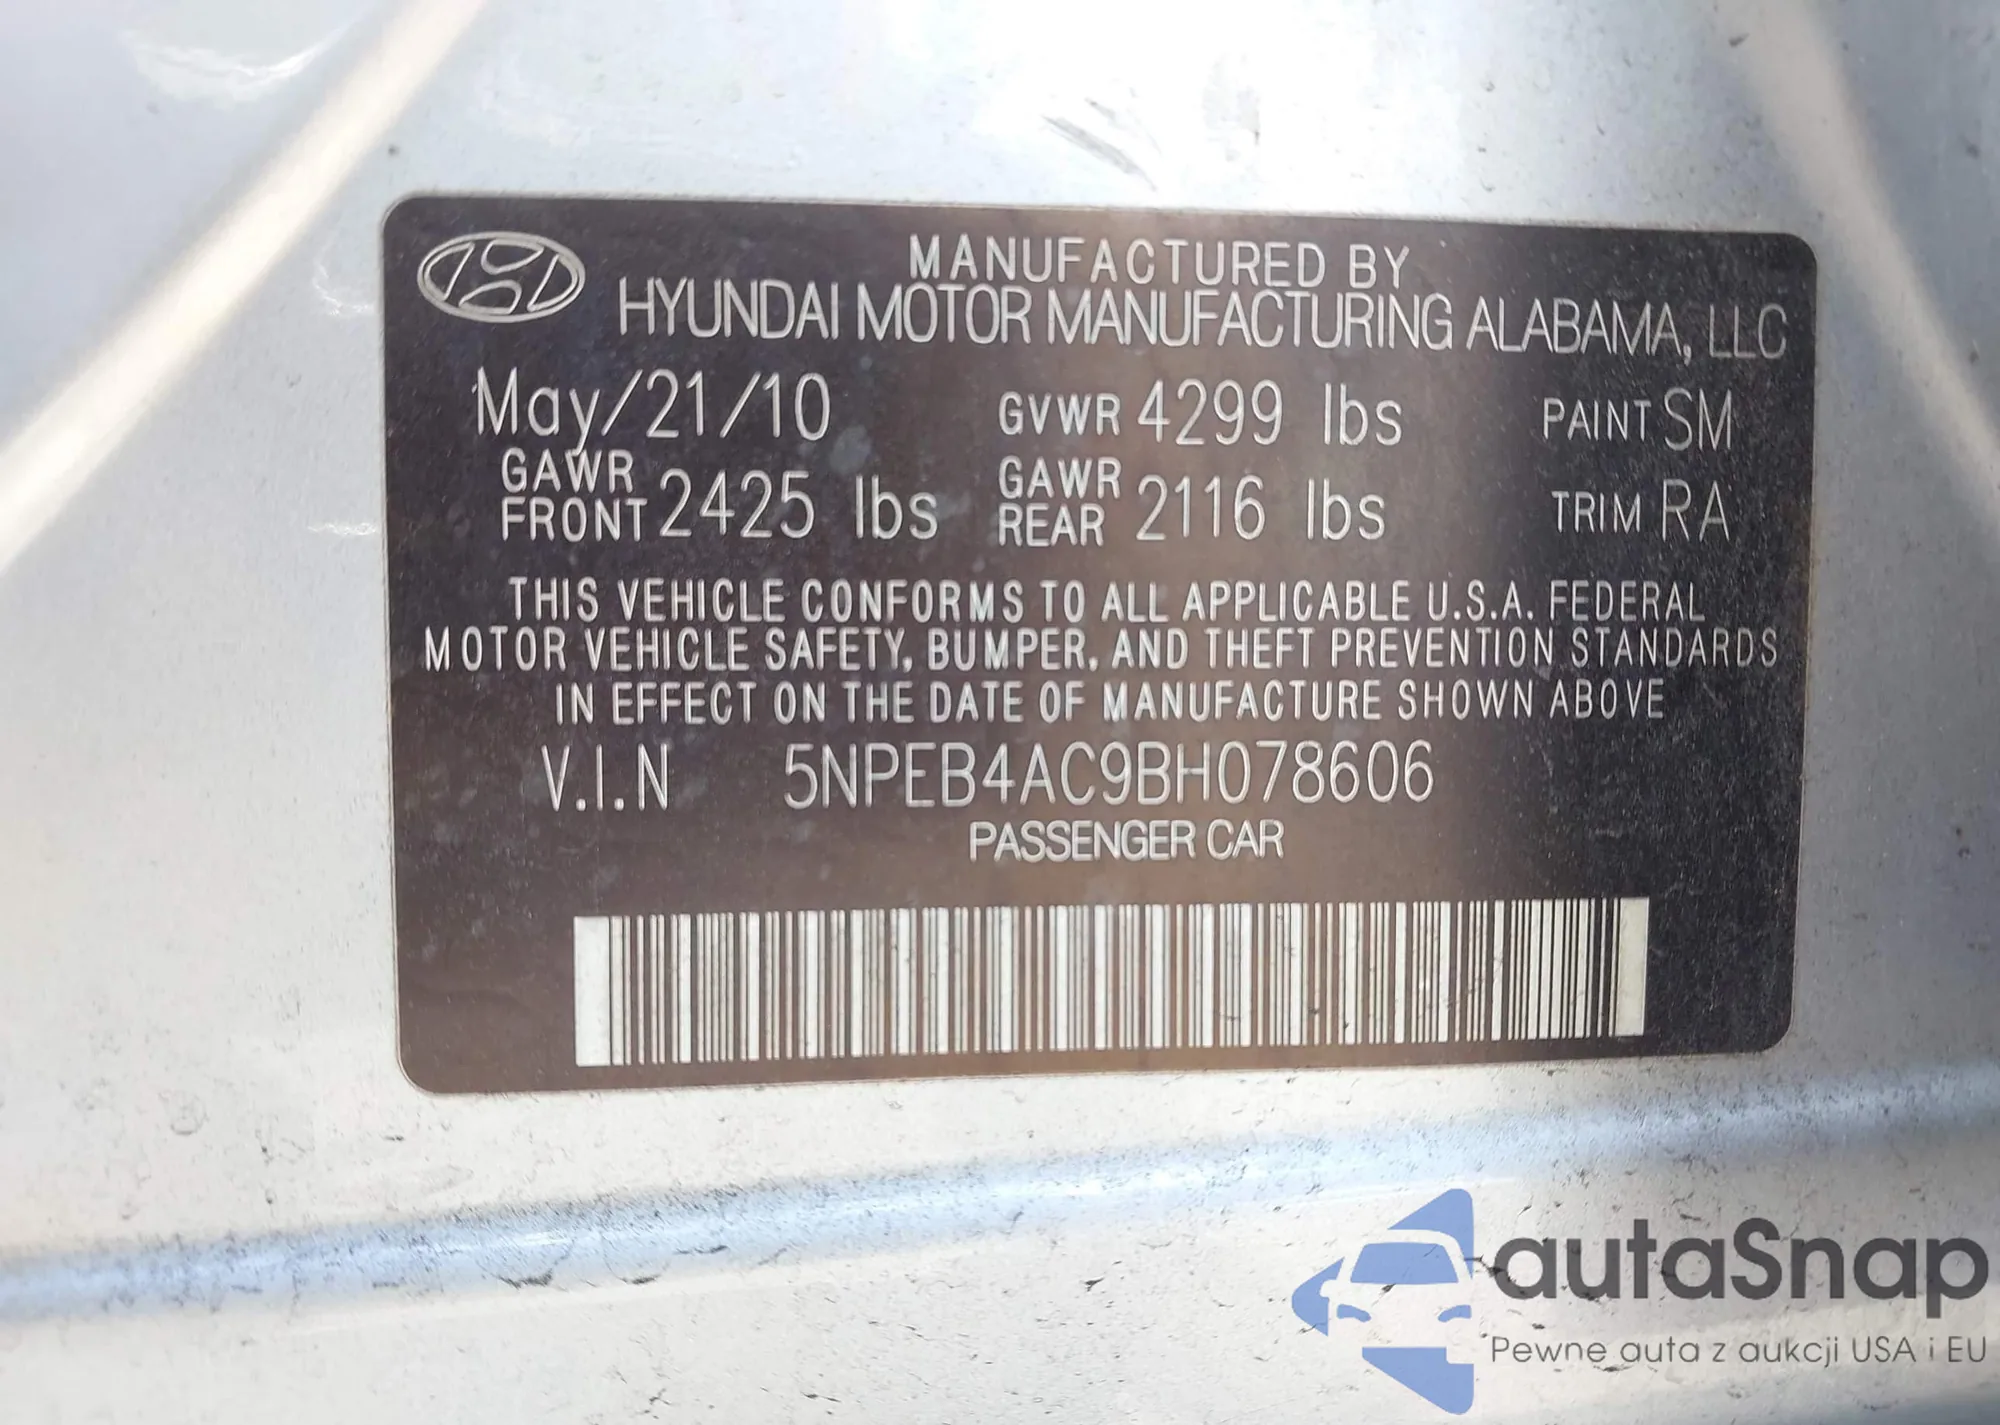 MANUFACTURED BY
HYUNDAI MOTOR MANUFACTURING ALABAMA, LLC
May/21/10 GVWR 4299 lbs PAINT SM
GAWR FRONT 2425 lbs GAWR REAR 2116 lbs TRIM RA
THIS VEHICLE CONFORMS TO ALL APPLICABLE U.S.A. FEDERAL
MOTOR VEHICLE SAFETY, BUMPER, AND THEFT PREVENTION STANDARDS
IN EFFECT ON THE DATE OF MANUFACTURE SHOWN ABOVE
V.I.N 5NPEB4AC9BH078606
PASSENGER CAR
autaSnap
Pewne auta z aukcji USA i EU